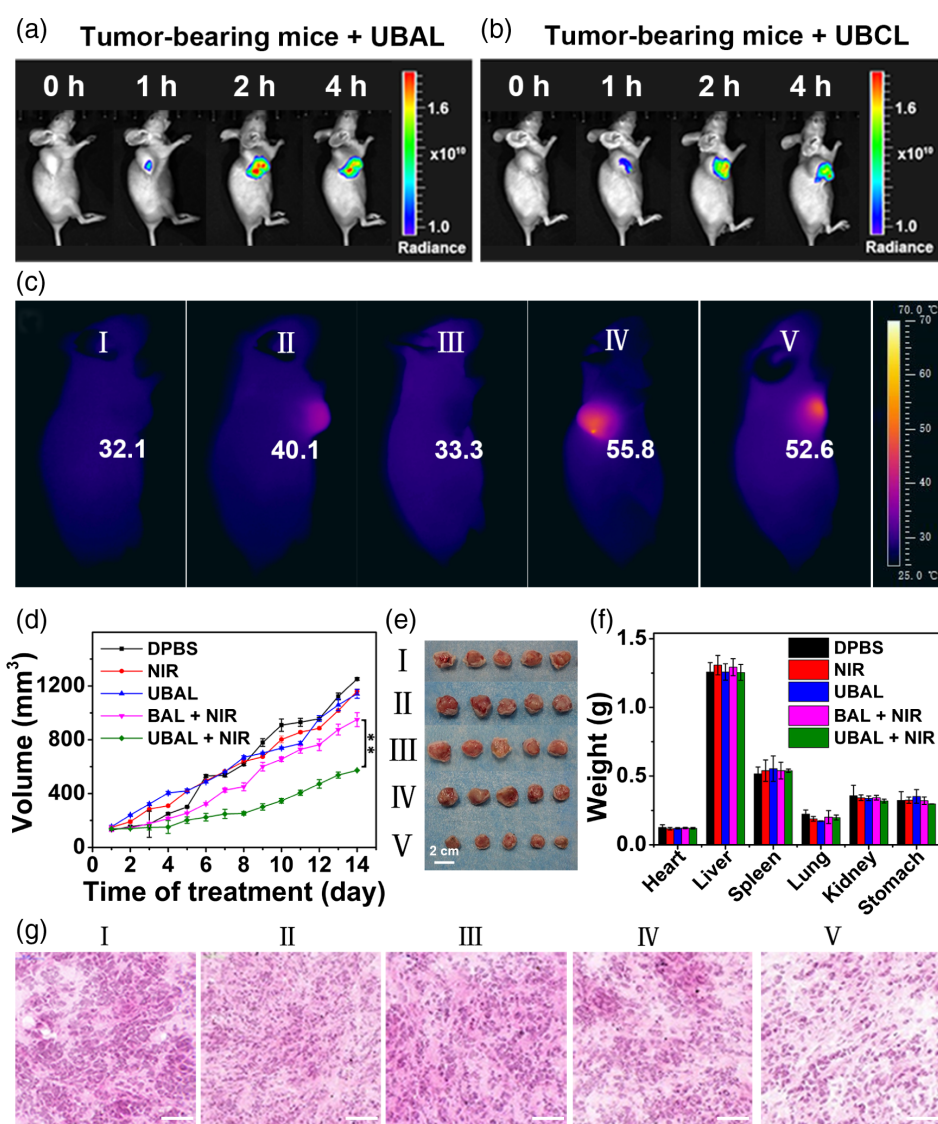 (a)
Tumor-bearing mice + UBAL
0 h 1 h 2 h 4 h
1.6
x10¹⁰
1.0
Radiance
(b)
Tumor-bearing mice + UBCL
0 h 1 h 2 h 4 h
1.6
x10¹⁰
1.0
Radiance
(c)
I II III IV V
32.1 40.1 33.3 55.8 52.6
70.0 ℃
70
60
50
40
30
25.0 ℃
(d)
Volume (mm³)
1200
800
400
0
DPBS
NIR
UBAL
BAL + NIR
UBAL + NIR
**
0 2 4 6 8 10 12 14
Time of treatment (day)
(e)
I
II
III
IV
V
2 cm
(f)
Weight (g)
1.5
1.0
0.5
0.0
DPBS
NIR
UBAL
BAL + NIR
UBAL + NIR
Heart Liver Spleen Lung Kidney Stomach
(g)
I II III IV V